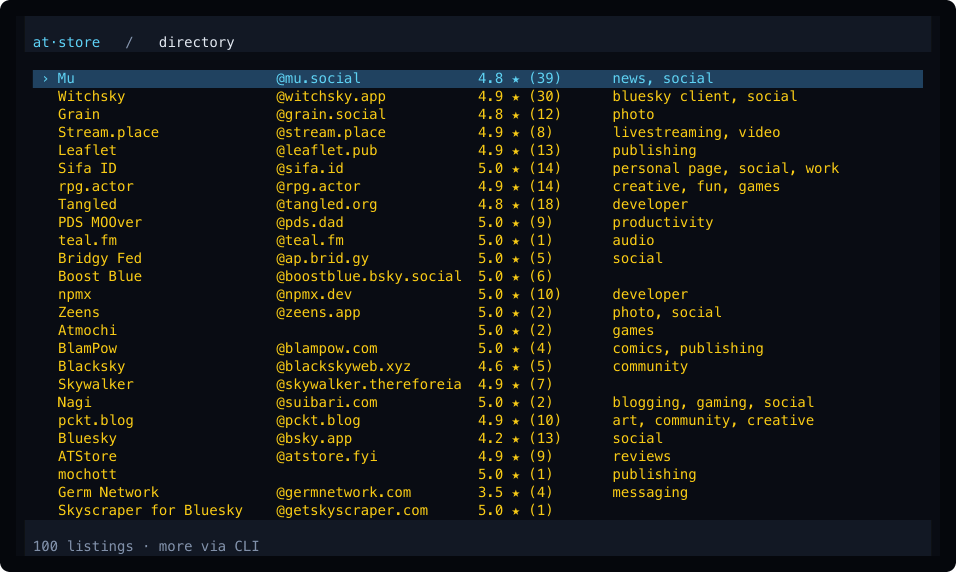 at·store / directory
› Mu @mu.social 4.8 ★ (39) news, social
Witchsky @witchsky.app 4.9 ★ (30) bluesky client, social
Grain @grain.social 4.8 ★ (12) photo
Stream.place @stream.place 4.9 ★ (8) livestreaming, video
Leaflet @leaflet.pub 4.9 ★ (13) publishing
Sifa ID @sifa.id 5.0 ★ (14) personal page, social, work
rpg.actor @rpg.actor 4.9 ★ (14) creative, fun, games
Tangled @tangled.org 4.8 ★ (18) developer
PDS MOOver @pds.dad 5.0 ★ (9) productivity
teal.fm @teal.fm 5.0 ★ (1) audio
Bridgy Fed @ap.brid.gy 5.0 ★ (5) social
Boost Blue @boostblue.bsky.social 5.0 ★ (6)
npmx @npmx.dev 5.0 ★ (10) developer
Zeens @zeens.app 5.0 ★ (2) photo, social
Atmochi 5.0 ★ (2) games
BlamPow @blampow.com 5.0 ★ (4) comics, publishing
Blacksky @blackskyweb.xyz 4.6 ★ (5) community
Skywalker @skywalker.thereforeia 4.9 ★ (7)
Nagi @suibari.com 5.0 ★ (2) blogging, gaming, social
pckt.blog @pckt.blog 4.9 ★ (10) art, community, creative
Bluesky @bsky.app 4.2 ★ (13) social
ATStore @atstore.fyi 4.9 ★ (9) reviews
mochott 5.0 ★ (1) publishing
Germ Network @germnetwork.com 3.5 ★ (4) messaging
Skyscraper for Bluesky @getskyscraper.com 5.0 ★ (1)
100 listings · more via CLI